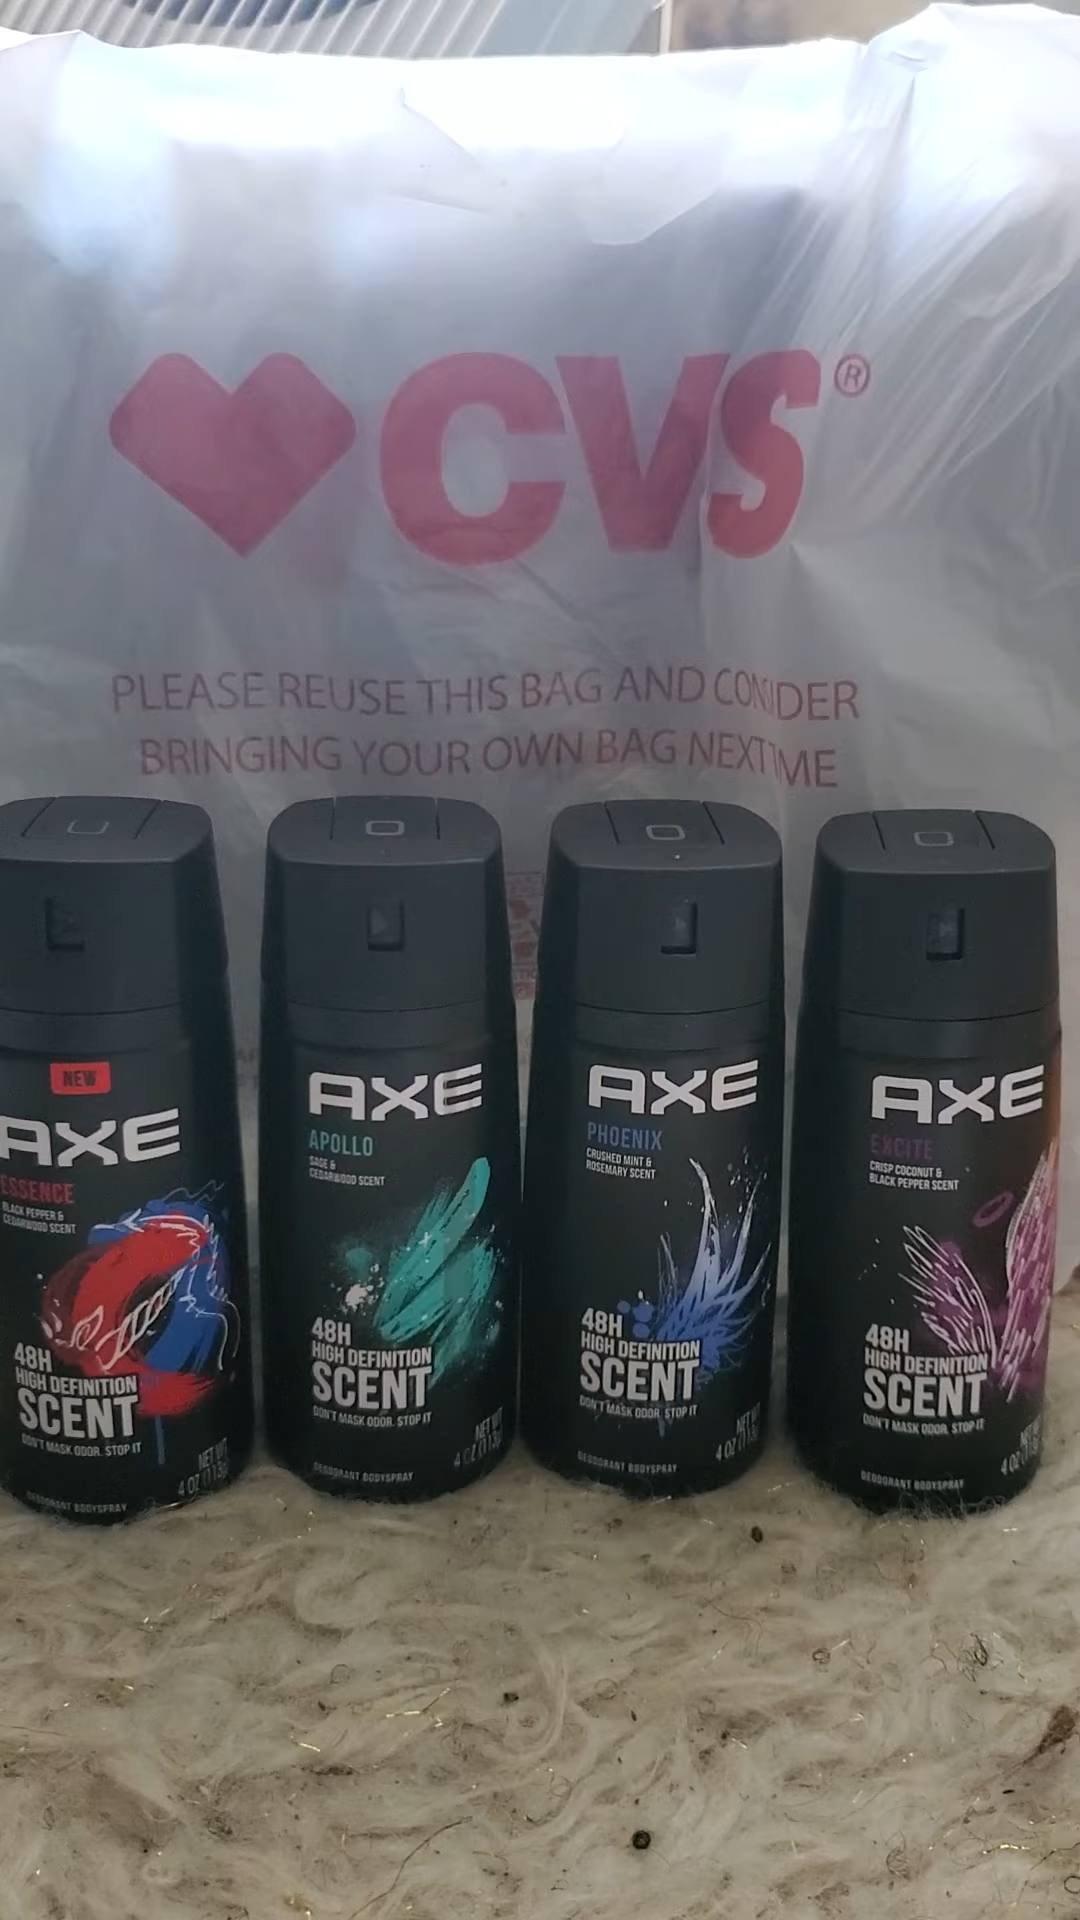 CVS®
PLEASE REUSE THIS BAG AND CONSIDER
BRINGING YOUR OWN BAG NEXT TIME
NEW
AXE
ESSENCE
BLACK PEPPER &
CEDARWOOD SCENT
48H
HIGH DEFINITION
SCENT
DON'T MASK ODOR. STOP IT
NET WT
4 OZ (113g
DEODORANT BODYSPRAY
AXE
APOLLO
SAGE &
CEDARWOOD SCENT
48H
HIGH DEFINITION
SCENT
DON'T MASK ODOR. STOP IT
NET WT
4 OZ (113
DEODORANT BODYSPRAY
AXE
PHOENIX
CRUSHED MINT &
ROSEMARY SCENT
48H
HIGH DEFINITION
SCENT
DON'T MASK ODOR. STOP IT
NET WT
4 OZ (113
DEODORANT BODYSPRAY
AXE
EXCITE
CRISP COCONUT &
BLACK PEPPER SCENT
48H
HIGH DEFINITION
SCENT
DON'T MASK ODOR. STOP IT
NET WT
4 OZ (113
DEODORANT BODYSPRAY